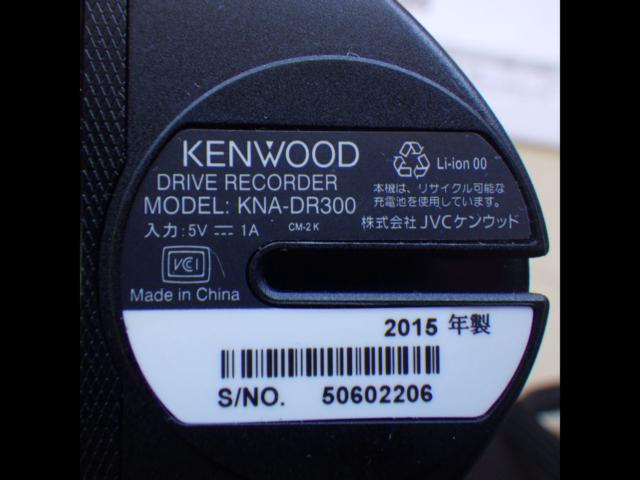 KENWOOD
DRIVE RECORDER
MODEL: KNA-DR300
入力:5V ⎓ 1A
CM-2 K
VCCI
Made in China
Li-ion 00
本機は、リサイクル可能な
充電池を使用しています。
株式会社 JVCケンウッド
2015 年製
S/NO. 50602206